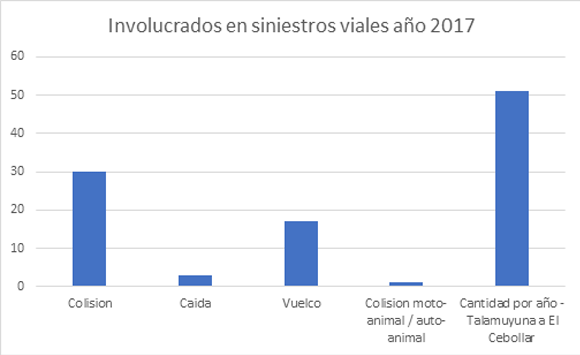 Involucrados en siniestros viales año 2017
60
50
40
30
20
10
0
Colision
Caida
Vuelco
Colision moto-
animal / auto-
animal
Cantidad por año -
Talamuyuna a El
Cebollar